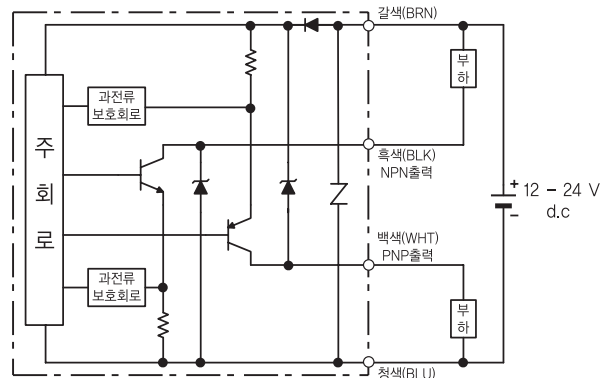 갈색(BRN)
부
하
과전류
보호회로
주
회
로
흑색(BLK)
NPN출력
+
12 - 24 V
d.c
−
백색(WHT)
PNP출력
과전류
보호회로
부
하
청색(BLU)